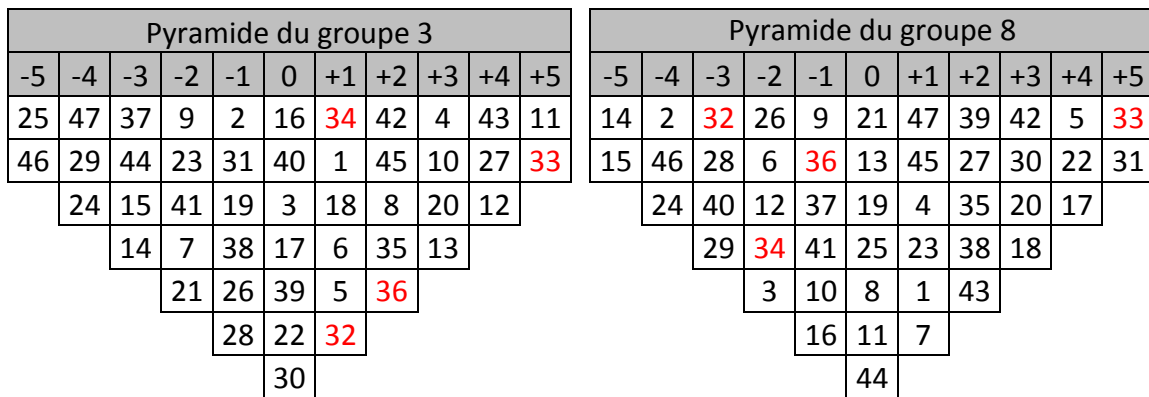 Pyramide du groupe 3
-5 -4 -3 -2 -1 0 +1 +2 +3 +4 +5
25 47 37 9 2 16 34 42 4 43 11
46 29 44 23 31 40 1 45 10 27 33
24 15 41 19 3 18 8 20 12
14 7 38 17 6 35 13
21 26 39 5 36
28 22 32
30
Pyramide du groupe 8
-5 -4 -3 -2 -1 0 +1 +2 +3 +4 +5
14 2 32 26 9 21 47 39 42 5 33
15 46 28 6 36 13 45 27 30 22 31
24 40 12 37 19 4 35 20 17
29 34 41 25 23 38 18
3 10 8 1 43
16 11 7
44